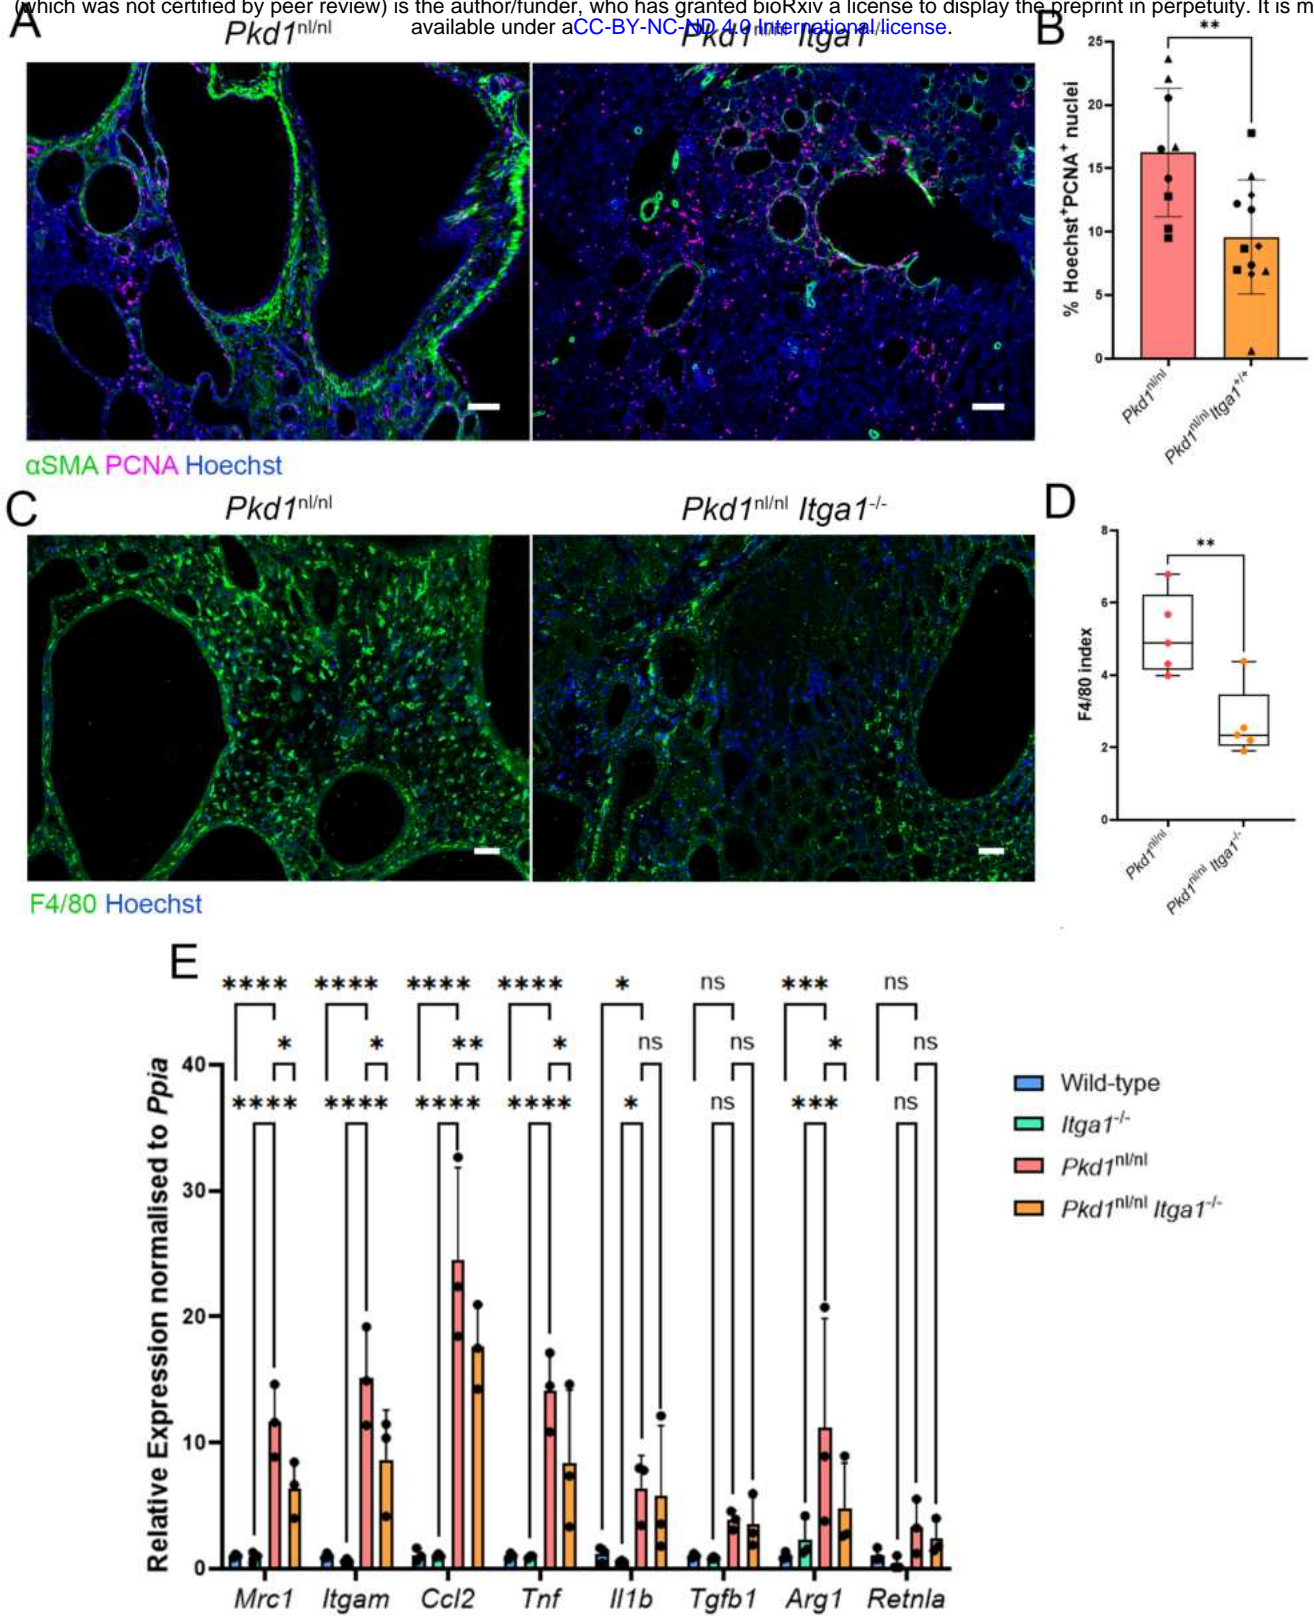 (which was not certified by peer review) is the author/funder, who has granted bioRxiv a license to display the preprint in perpetuity. It is m
available under aCC-BY-NC-ND 4.0 International license.
A
Pkd1nl/nl
Pkd1nl/nl Itga1-/-
B
**
% Hoechst+PCNA+ nuclei
25
20
15
10
5
0
Pkd1nl/nl
Pkd1nl/nl Itga1+/+
αSMA PCNA Hoechst
C
Pkd1nl/nl
Pkd1nl/nl Itga1-/-
D
**
F4/80 index
8
6
4
2
0
Pkd1nl/nl
Pkd1nl/nl Itga1-/-
F4/80 Hoechst
E
**** **** **** **** * ns *** ns
* * ** * ns ns * ns
**** **** **** **** * ns *** ns
Relative Expression normalised to Ppia
40
30
20
10
0
Mrc1 Itgam Ccl2 Tnf Il1b Tgfb1 Arg1 Retnla
Wild-type
Itga1-/-
Pkd1nl/nl
Pkd1nl/nl Itga1-/-